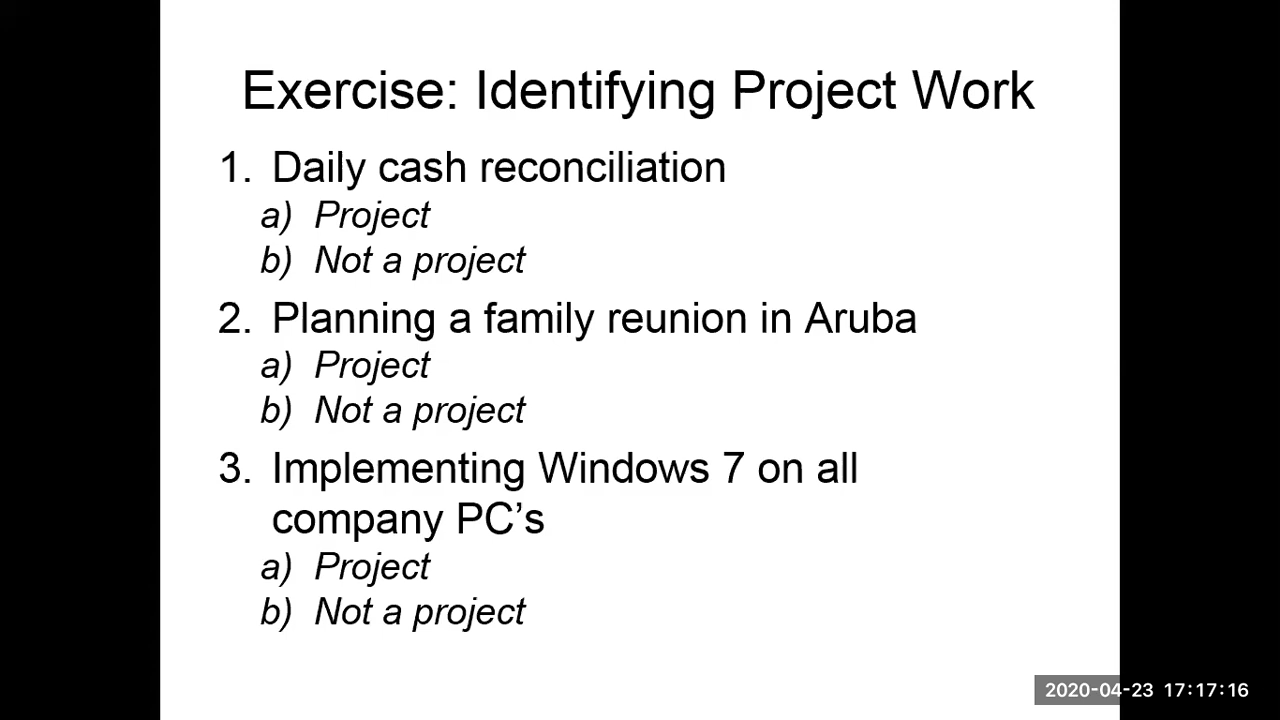 Exercise: Identifying Project Work
1. Daily cash reconciliation
a) Project
b) Not a project
2. Planning a family reunion in Aruba
a) Project
b) Not a project
3. Implementing Windows 7 on all
company PC’s
a) Project
b) Not a project
2020-04-23 17:17:16